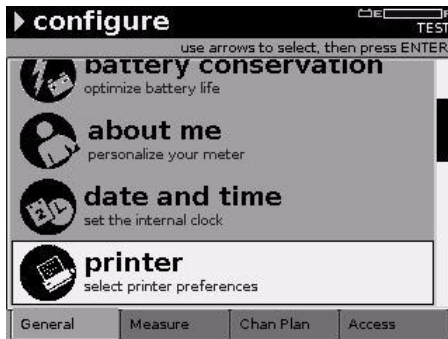 configure
E F
TEST
use arrows to select, then press ENTER
battery conservation
optimize battery life
about me
personalize your meter
date and time
set the internal clock
printer
select printer preferences
General Measure Chan Plan Access